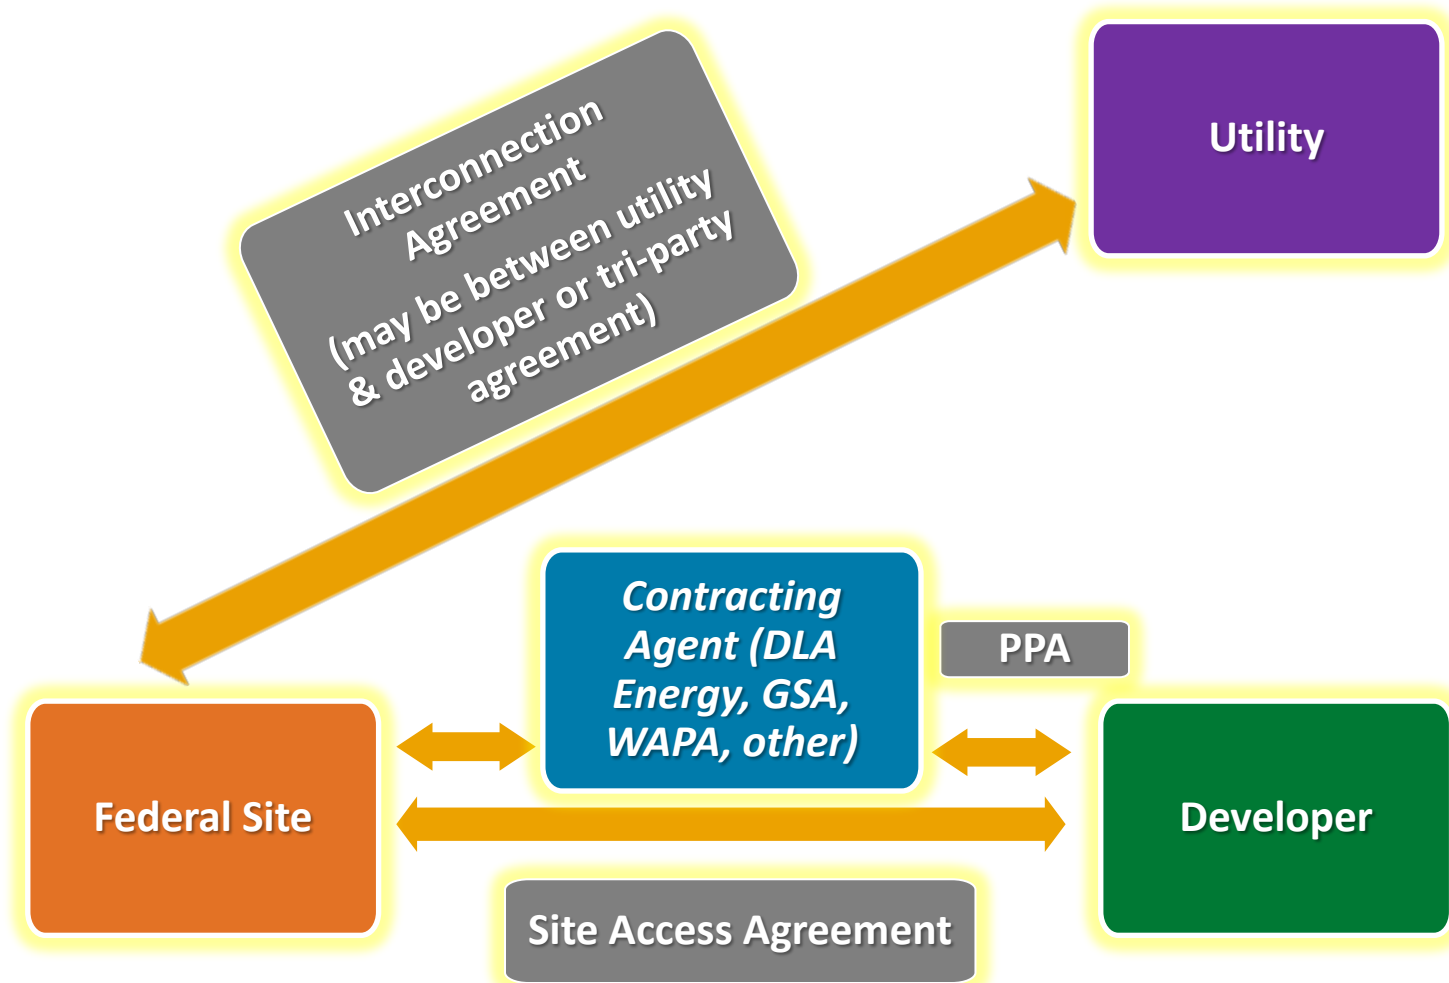 Interconnection
Agreement
(may be between utility
& developer or tri-party
agreement)
Utility
Contracting
Agent (DLA
Energy, GSA,
WAPA, other)
PPA
Federal Site
Developer
Site Access Agreement